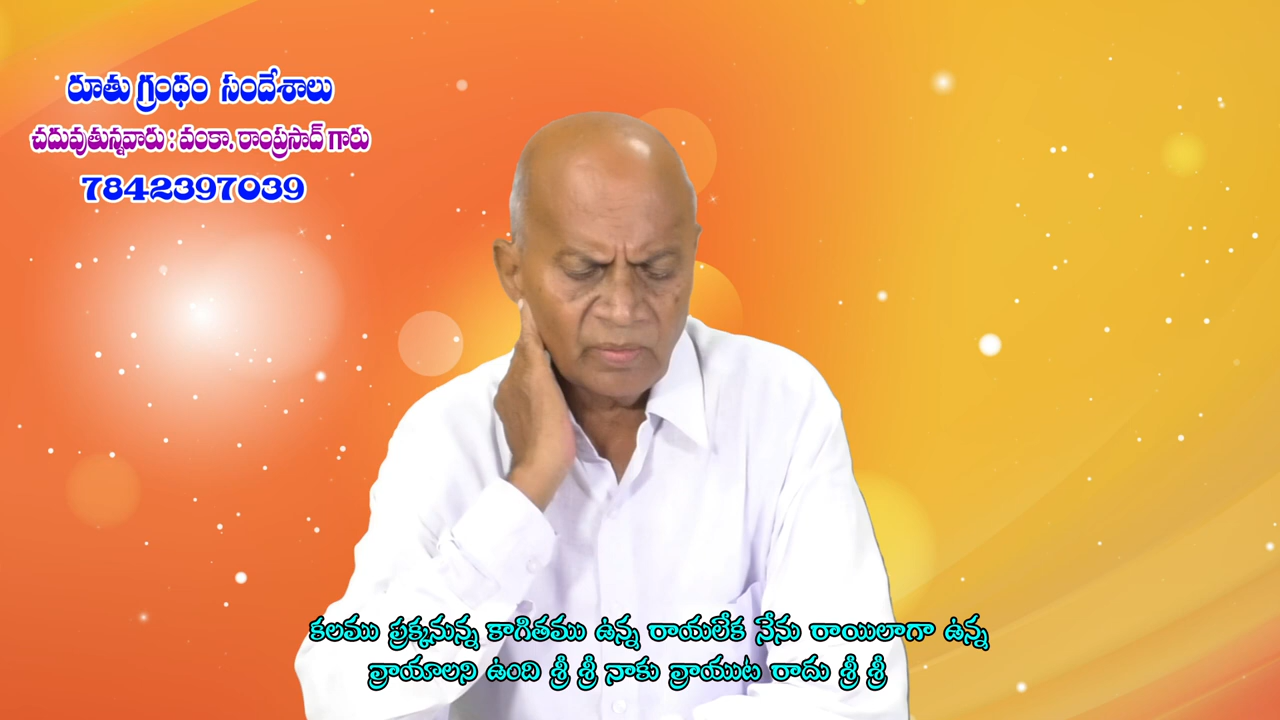 రూతు గ్రంథం సందేశాలు
చదువుతున్నవారు : వంకా. రాంప్రసాద్ గారు
7842397039
కలము ప్రక్కనున్న కాగితము ఉన్న రాయలేక నేను రాయిలాగా ఉన్న
వ్రాయాలని ఉంది శ్రీ శ్రీ నాకు వ్రాయుట రాదు శ్రీ శ్రీ